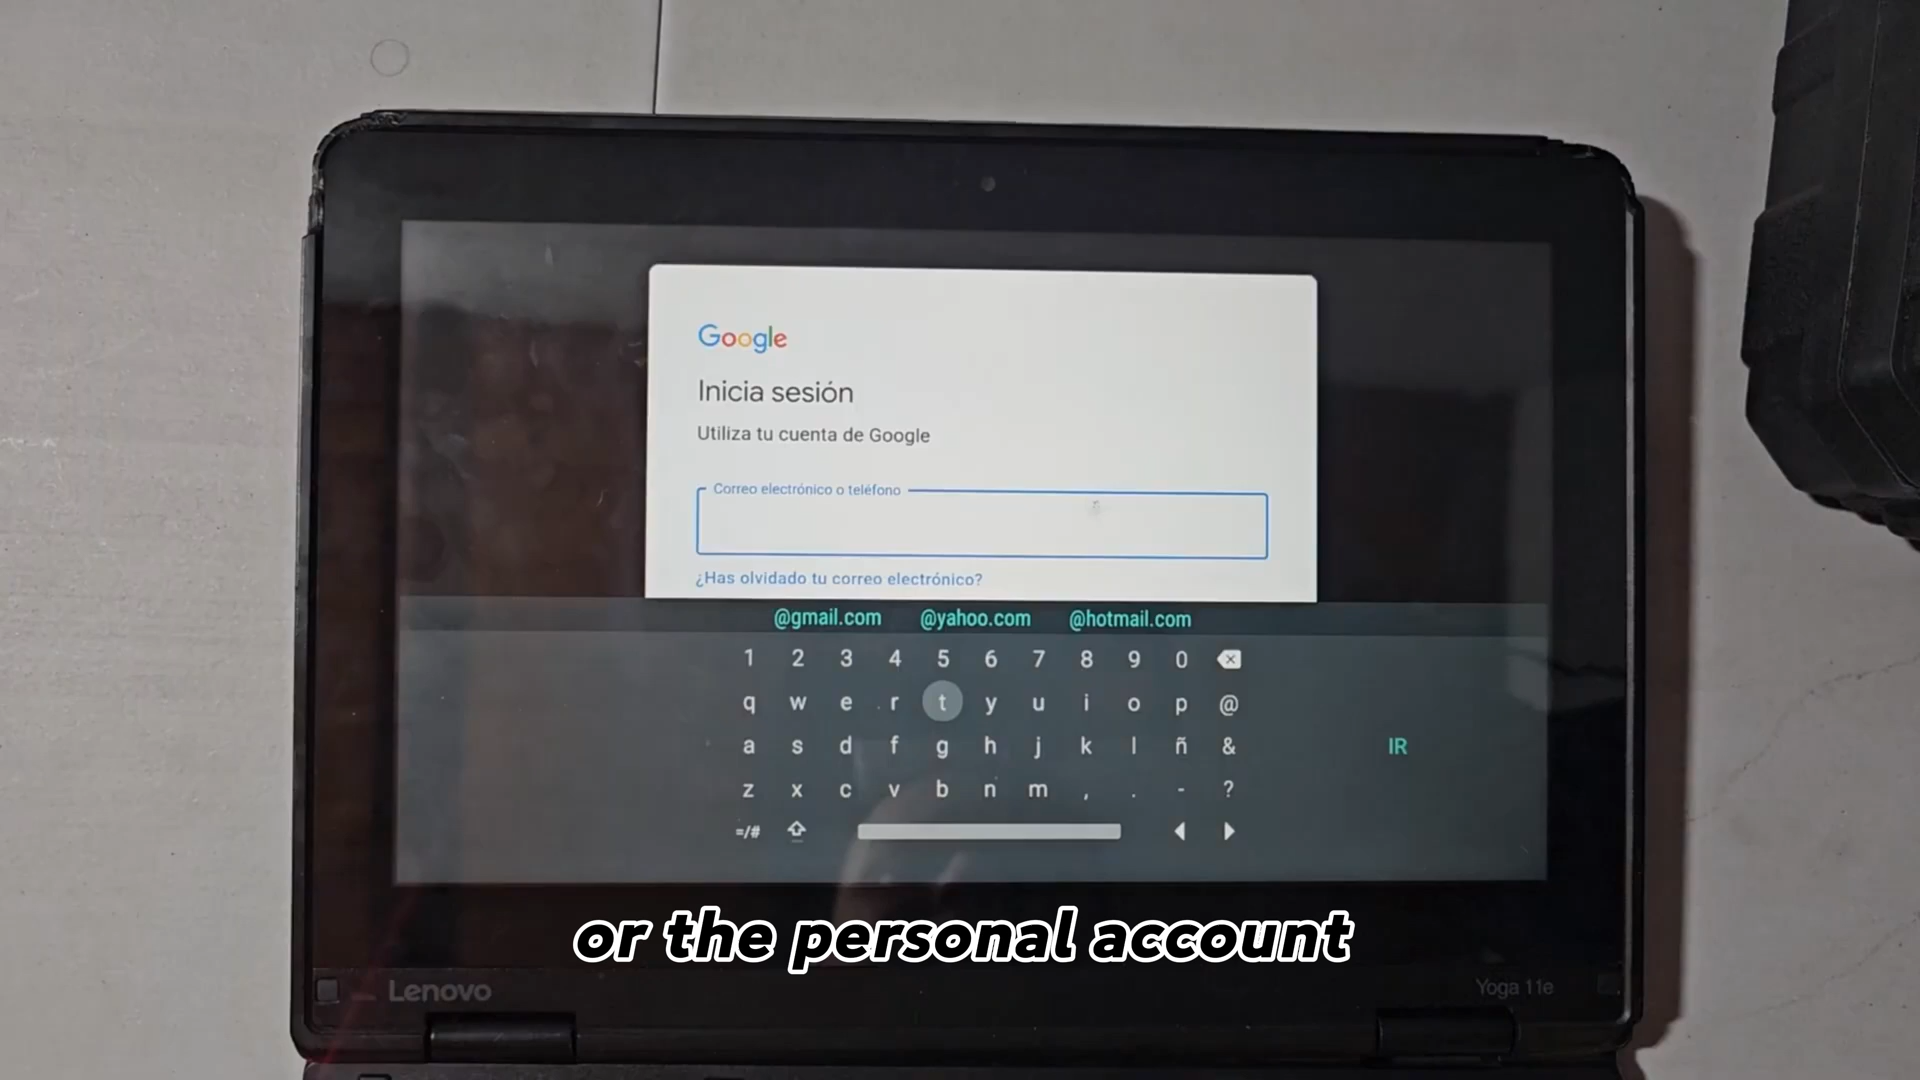 Google
Inicia sesión
Utiliza tu cuenta de Google
Correo electrónico o teléfono
¿Has olvidado tu correo electrónico?
@gmail.com @yahoo.com @hotmail.com
1 2 3 4 5 6 7 8 9 0
q w e r t y u i o p @
a s d f g h j k l ñ & IR
z x c v b n m , . - ?
=/#
or the personal account
Lenovo Yoga 11e